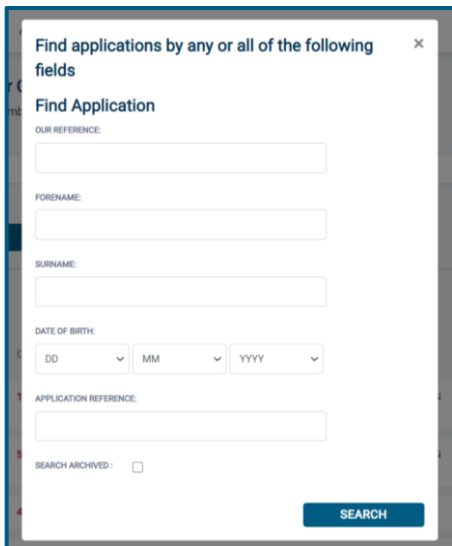 Find applications by any or all of the following
fields
×
Find Application
OUR REFERENCE:
FORENAME:
SURNAME:
DATE OF BIRTH:
DD MM YYYY
APPLICATION REFERENCE:
SEARCH ARCHIVED :
SEARCH